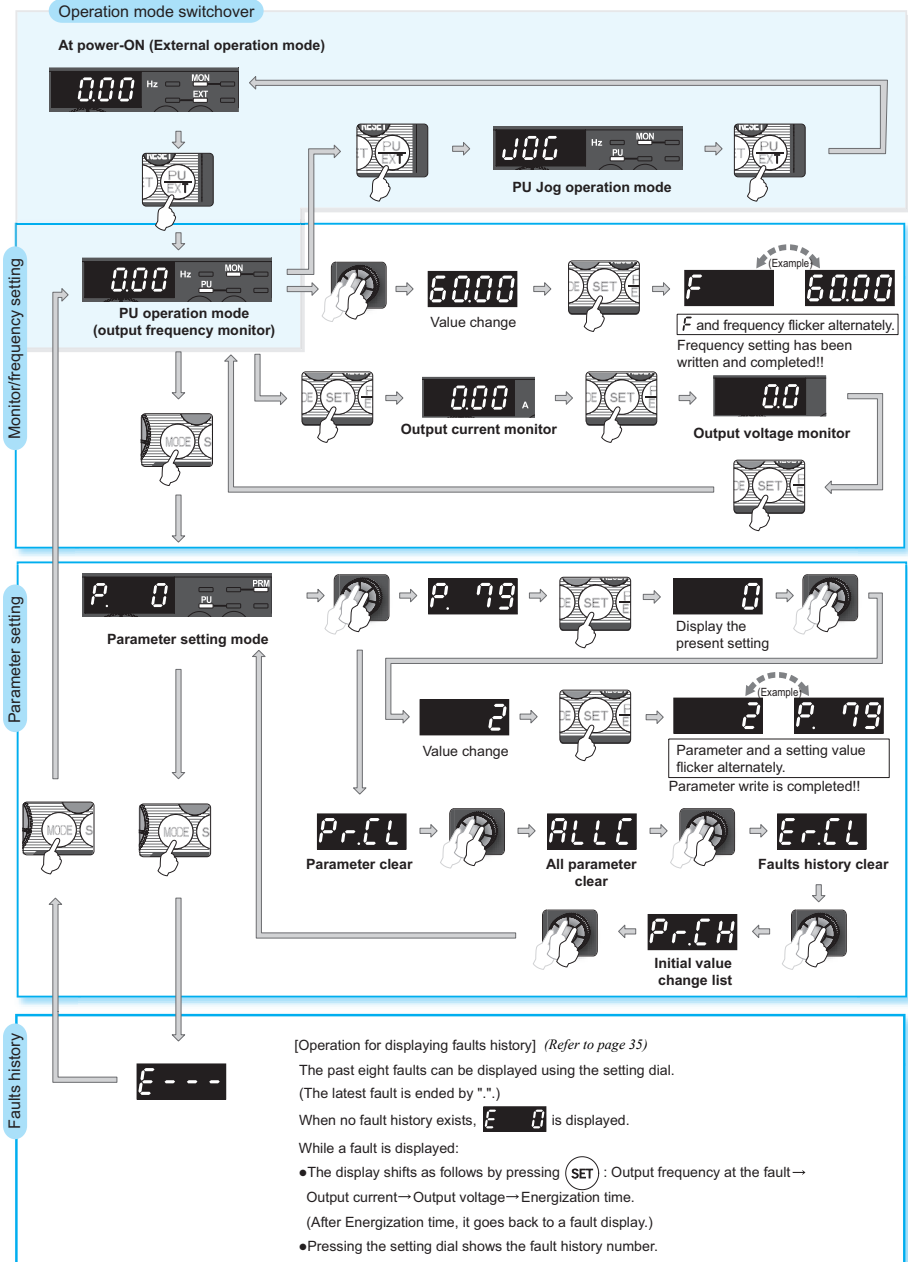 Operation mode switchover
At power-ON (External operation mode)
0.00 Hz MON EXT
RESET
PU EXT
RESET
PU EXT
JOG Hz MON PU
PU Jog operation mode
RESET
PU EXT
Monitor/frequency setting
0.00 Hz MON PU
PU operation mode
(output frequency monitor)
60.00
Value change
SET
F
(Example)
60.00
F and frequency flicker alternately.
Frequency setting has been
written and completed!!
SET
0.00 A
Output current monitor
SET
0.0
Output voltage monitor
MODE
SET
Parameter setting
P. 0 PU PRM
Parameter setting mode
P. 79
SET
0
Display the
present setting
2
Value change
SET
(Example)
2
P. 79
Parameter and a setting value
flicker alternately.
Parameter write is completed!!
MODE
MODE
Pr.CL
Parameter clear
ALLC
All parameter
clear
Er.CL
Faults history clear
Pr.CH
Initial value
change list
Faults history
E---
[Operation for displaying faults history] (Refer to page 35)
The past eight faults can be displayed using the setting dial.
(The latest fault is ended by ".".)
When no fault history exists, E 0 is displayed.
While a fault is displayed:
●The display shifts as follows by pressing SET : Output frequency at the fault→
Output current→Output voltage→Energization time.
(After Energization time, it goes back to a fault display.)
●Pressing the setting dial shows the fault history number.